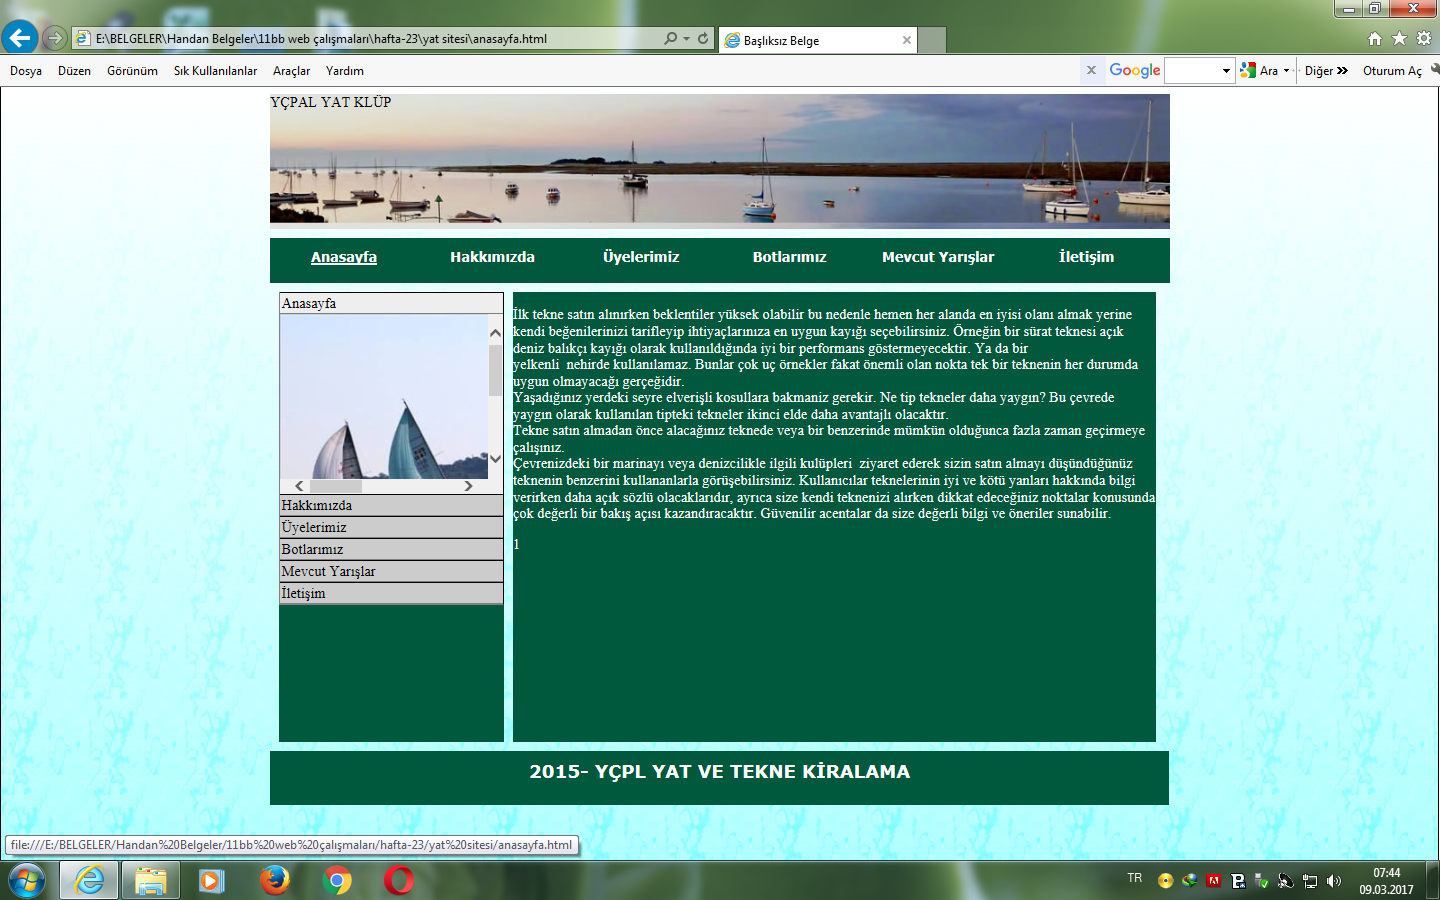 E:\BELGELER\Handan Belgeler\11bb web çalışmaları\hafta-23\yat sitesi\anasayfa.html
Başlıksız Belge
Dosya Düzen Görünüm Sık Kullanılanlar Araçlar Yardım
x Google Ara Diğer Oturum Aç
YÇPAL YAT KLÜP
Anasayfa Hakkımızda Üyelerimiz Botlarımız Mevcut Yarışlar İletişim
Anasayfa
Hakkımızda
Üyelerimiz
Botlarımız
Mevcut Yarışlar
İletişim
İlk tekne satın alınırken beklentiler yüksek olabilir bu nedenle hemen her alanda en iyisi olanı almak yerine
kendi beğenilerinizi tarifleyip ihtiyaçlarınıza en uygun kayığı seçebilirsiniz. Örneğin bir sürat teknesi açık
deniz balıkçı kayığı olarak kullanıldığında iyi bir performans göstermeyecektir. Ya da bir
yelkenli  nehirde kullanılamaz. Bunlar çok uç örnekler fakat önemli olan nokta tek bir teknenin her durumda
uygun olmayacağı gerçeğidir.
Yaşadığınız yerdeki seyre elverişli kosullara bakmaniz gerekir. Ne tip tekneler daha yaygın? Bu çevrede
yaygın olarak kullanılan tipteki tekneler ikinci elde daha avantajlı olacaktır.
Tekne satın almadan önce alacağınız teknede veya bir benzerinde mümkün olduğunca fazla zaman geçirmeye
çalışınız.
Çevrenizdeki bir marinayı veya denizcilikle ilgili kulüpleri  ziyaret ederek sizin satın almayı düşündüğünüz
teknenin benzerini kullananlarla görüşebilirsiniz. Kullanıcılar teknelerinin iyi ve kötü yanları hakkında bilgi
verirken daha açık sözlü olacaklarıdır, ayrıca size kendi teknenizi alırken dikkat edeceğiniz noktalar konusunda
çok değerli bir bakış açısı kazandıracaktır. Güvenilir acentalar da size değerli bilgi ve öneriler sunabilir.
1
2015- YÇPL YAT VE TEKNE KİRALAMA
file:///E:/BELGELER/Handan%20Belgeler/11bb%20web%20çalışmaları/hafta-23/yat%20sitesi/anasayfa.html
TR
07:44
09.03.2017